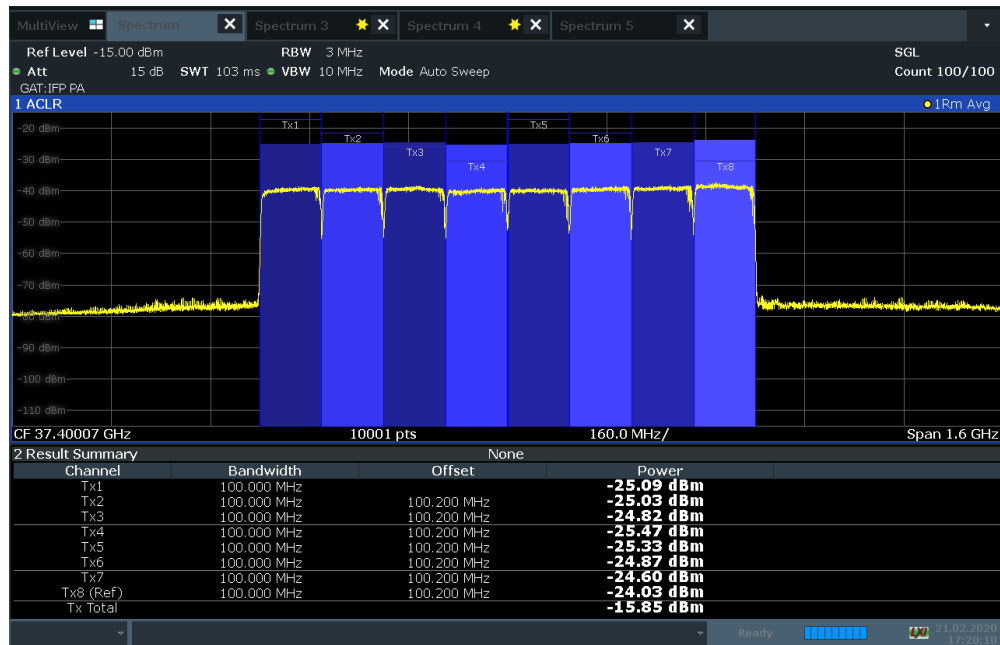 MultiView Spectrum Spectrum 3 Spectrum 4 Spectrum 5
Ref Level -15.00 dBm RBW 3 MHz SGL
Att 15 dB SWT 103 ms VBW 10 MHz Mode Auto Sweep Count 100/100
GAT:IFP PA
1 ACLR 1Rm Avg
-20 dBm
Tx1 Tx5
Tx2 Tx6
Tx3 Tx7
-30 dBm
Tx4 Tx8
-40 dBm
-50 dBm
-60 dBm
-70 dBm
-80 dBm
-90 dBm
-100 dBm
-110 dBm
CF 37.40007 GHz 10001 pts 160.0 MHz/ Span 1.6 GHz
2 Result Summary None
Channel Bandwidth Offset Power
Tx1 100.000 MHz -25.09 dBm
Tx2 100.000 MHz 100.200 MHz -25.03 dBm
Tx3 100.000 MHz 100.200 MHz -24.82 dBm
Tx4 100.000 MHz 100.200 MHz -25.47 dBm
Tx5 100.000 MHz 100.200 MHz -25.33 dBm
Tx6 100.000 MHz 100.200 MHz -24.87 dBm
Tx7 100.000 MHz 100.200 MHz -24.60 dBm
Tx8 (Ref) 100.000 MHz 100.200 MHz -24.03 dBm
Tx Total -15.85 dBm
Ready LXI 21.02.2020
17:20:10